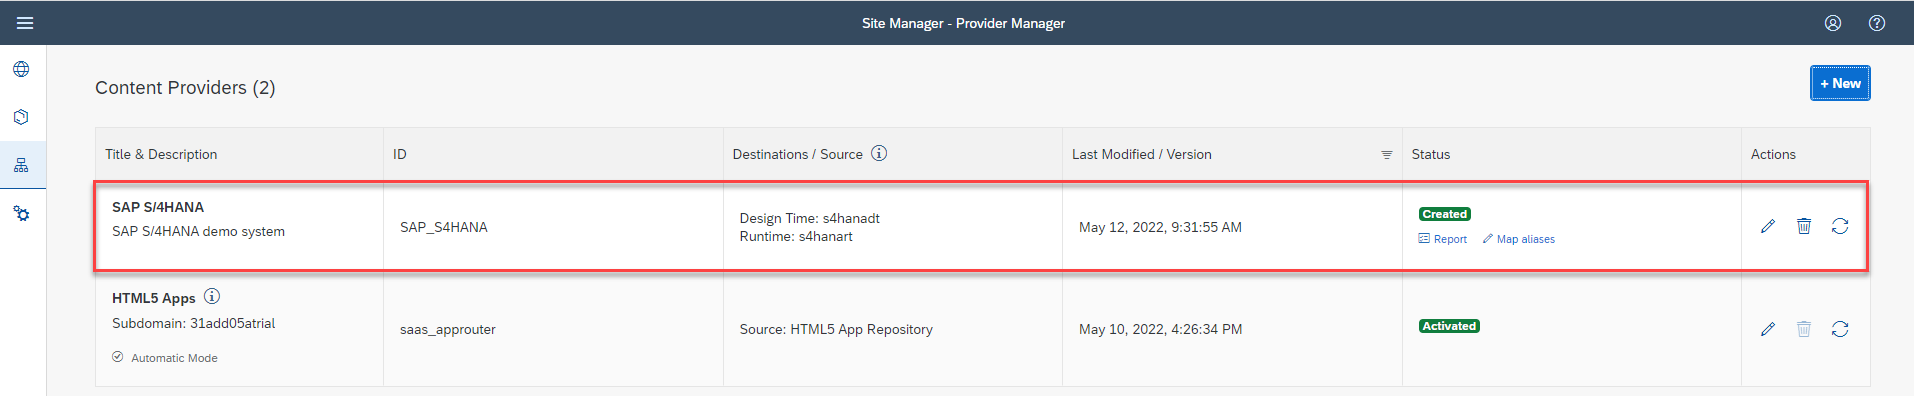 Site Manager - Provider Manager
Content Providers (2)
+ New
Title & Description
ID
Destinations / Source
Last Modified / Version
Status
Actions
SAP S/4HANA
SAP S/4HANA demo system
SAP_S4HANA
Design Time: s4hanadt
Runtime: s4hanart
May 12, 2022, 9:31:55 AM
Created
Report
Map aliases
HTML5 Apps
Subdomain: 31add05atrial
Automatic Mode
saas_approuter
Source: HTML5 App Repository
May 10, 2022, 4:26:34 PM
Activated